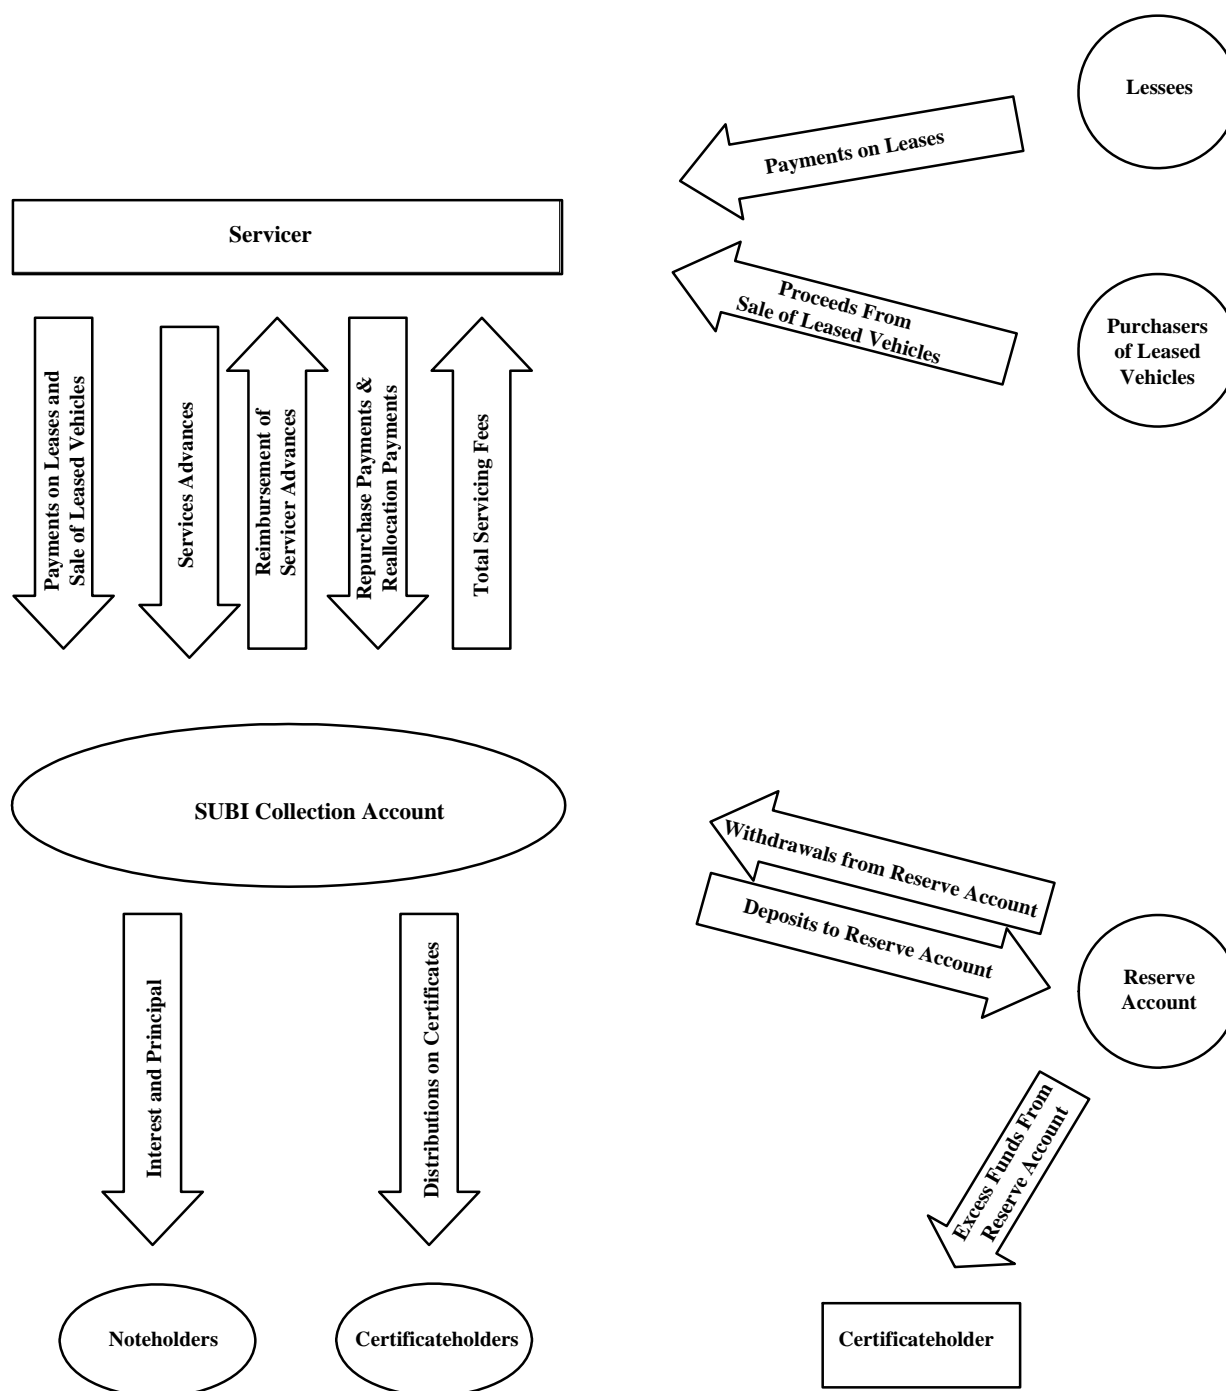 Lessees
Payments on Leases
Servicer
Proceeds From
Sale of Leased Vehicles
Purchasers
of Leased
Vehicles
Payments on Leases and
Sale of Leased Vehicles
Services Advances
Reimbursement of
Servicer Advances
Repurchase Payments &
Reallocation Payments
Total Servicing Fees
SUBI Collection Account
Withdrawals from Reserve Account
Deposits to Reserve Account
Reserve
Account
Interest and Principal
Distributions on Certificates
Excess Funds From
Reserve Account
Noteholders
Certificateholders
Certificateholder